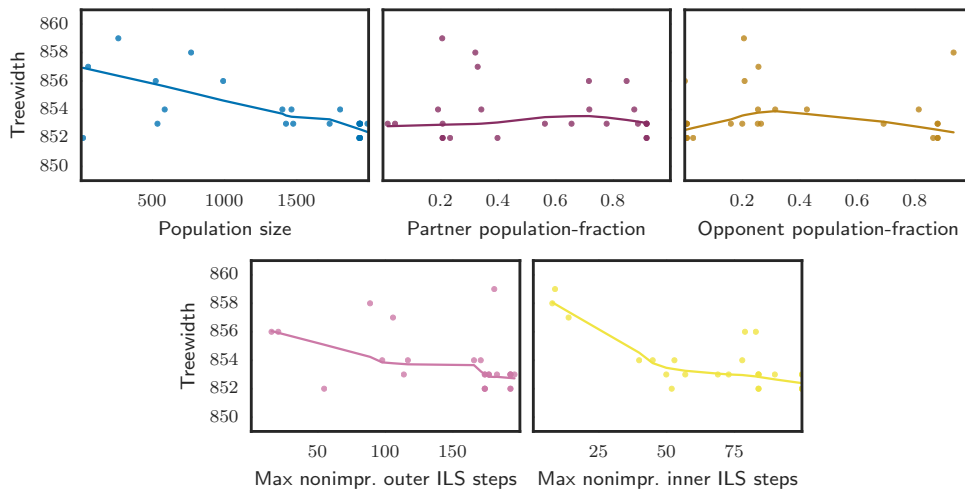 860
858
856
854
852
850
Treewidth
500 1000 1500
0.2 0.4 0.6 0.8
0.2 0.4 0.6 0.8
Population size
Partner population-fraction
Opponent population-fraction
860
858
856
854
852
850
Treewidth
50 100 150
25 50 75
Max nonimpr. outer ILS steps
Max nonimpr. inner ILS steps